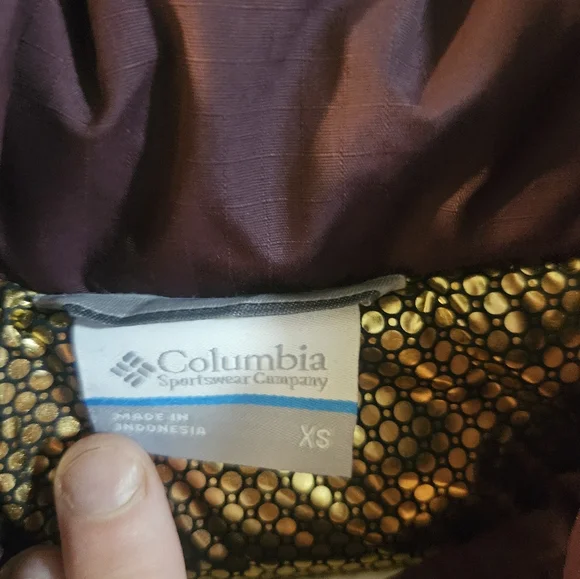 Columbia
Sportswear Company
MADE IN
INDONESIA
XS